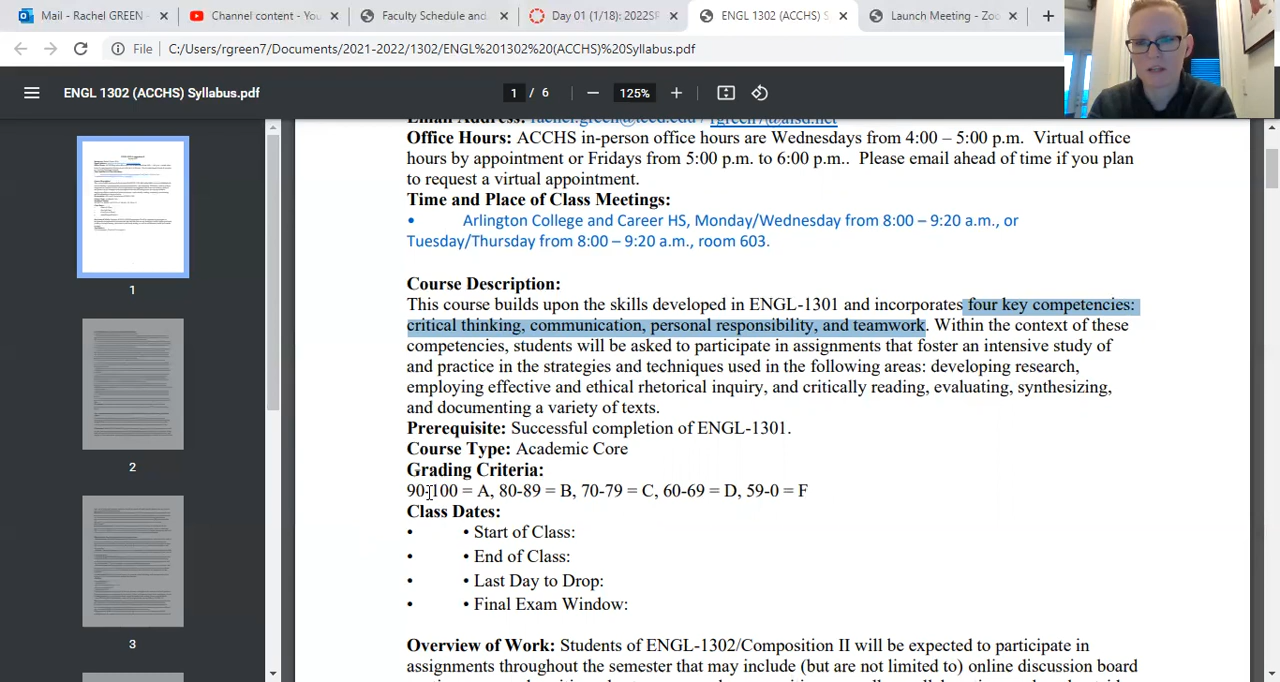 Mail - Rachel GREEN -
Channel content - You
Faculty Schedule and
Day 01 (1/18): 2022SP
ENGL 1302 (ACCHS) S
Launch Meeting - Zoo
File C:/Users/rgreen7/Documents/2021-2022/1302/ENGL%201302%20(ACCHS)%20Syllabus.pdf
ENGL 1302 (ACCHS) Syllabus.pdf
1 / 6
125%
Office Hours: ACCHS in-person office hours are Wednesdays from 4:00 – 5:00 p.m. Virtual office
hours by appointment or Fridays from 5:00 p.m. to 6:00 p.m.. Please email ahead of time if you plan
to request a virtual appointment.
Time and Place of Class Meetings:
• Arlington College and Career HS, Monday/Wednesday from 8:00 – 9:20 a.m., or
Tuesday/Thursday from 8:00 – 9:20 a.m., room 603.
Course Description:
This course builds upon the skills developed in ENGL-1301 and incorporates four key competencies:
critical thinking, communication, personal responsibility, and teamwork. Within the context of these
competencies, students will be asked to participate in assignments that foster an intensive study of
and practice in the strategies and techniques used in the following areas: developing research,
employing effective and ethical rhetorical inquiry, and critically reading, evaluating, synthesizing,
and documenting a variety of texts.
Prerequisite: Successful completion of ENGL-1301.
Course Type: Academic Core
Grading Criteria:
90-100 = A, 80-89 = B, 70-79 = C, 60-69 = D, 59-0 = F
Class Dates:
• • Start of Class:
• • End of Class:
• • Last Day to Drop:
• • Final Exam Window:
Overview of Work: Students of ENGL-1302/Composition II will be expected to participate in
assignments throughout the semester that may include (but are not limited to) online discussion board
1
2
3